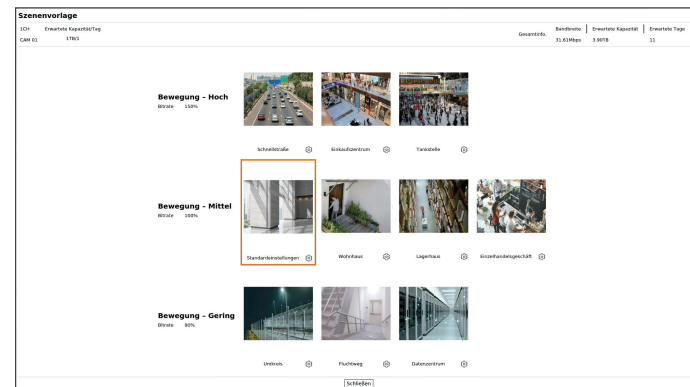 Szenenvorlage
1CH Erwartete Kapazität/Tag
CAM 01 1TB/1
Gesamtinfo. Bandbreite Erwartete Kapazität Erwartete Tage
31.61Mbps 3.90TB 11
Bewegung – Hoch
Bitrate 150%
Schnellstraße Einkaufszentrum Tankstelle
Bewegung – Mittel
Bitrate 100%
Standardeinstellungen Wohnhaus Lagerhaus Einzelhandelsgeschäft
Bewegung – Gering
Bitrate 90%
Umkreis Fluchtweg Datenzentrum
Schließen